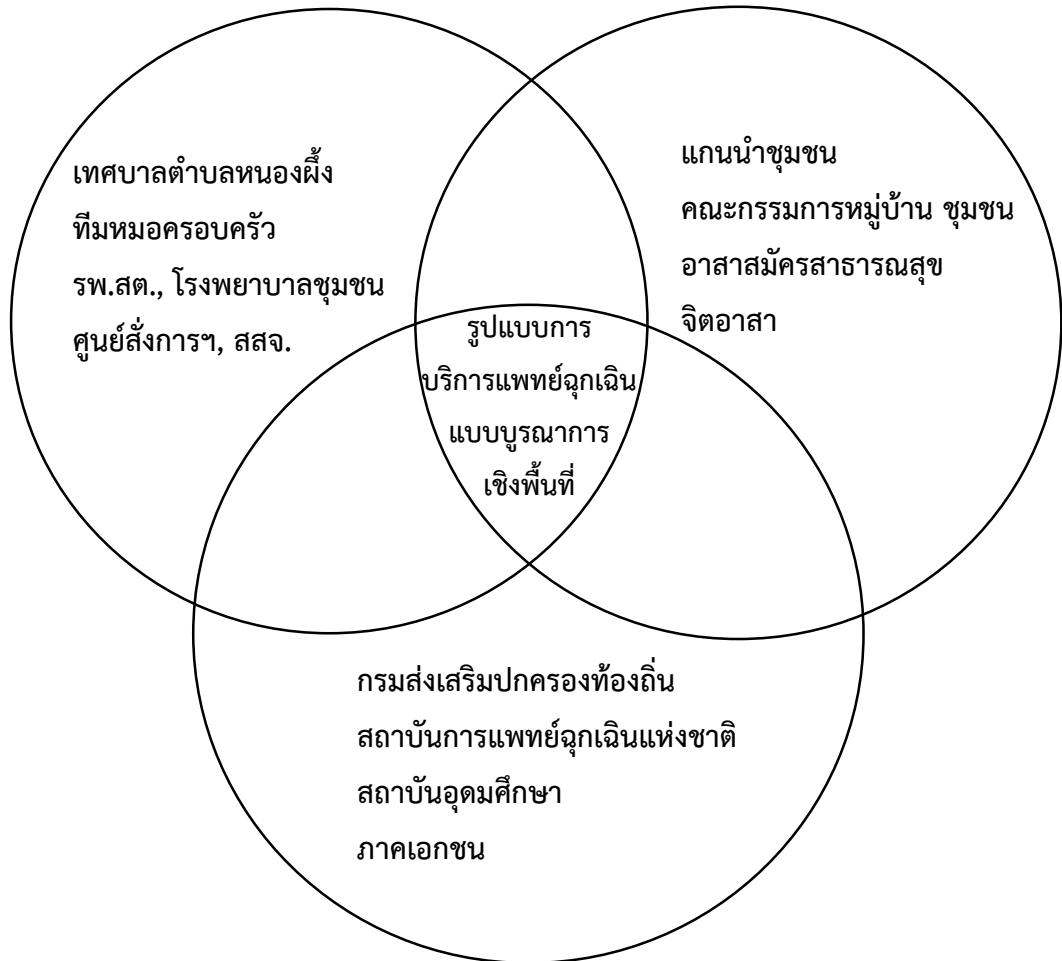 เทศบาลตำบลหนองผึ้ง
ทีมหมอครอบครัว
รพ.สต., โรงพยาบาลชุมชน
ศูนย์สั่งการฯ, สสจ.
แกนนำชุมชน
คณะกรรมการหมู่บ้าน ชุมชน
อาสาสมัครสาธารณสุข
จิตอาสา
รูปแบบการ
บริการแพทย์ฉุกเฉิน
แบบบูรณาการ
เชิงพื้นที่
กรมส่งเสริมปกครองท้องถิ่น
สถาบันการแพทย์ฉุกเฉินแห่งชาติ
สถาบันอุดมศึกษา
ภาคเอกชน